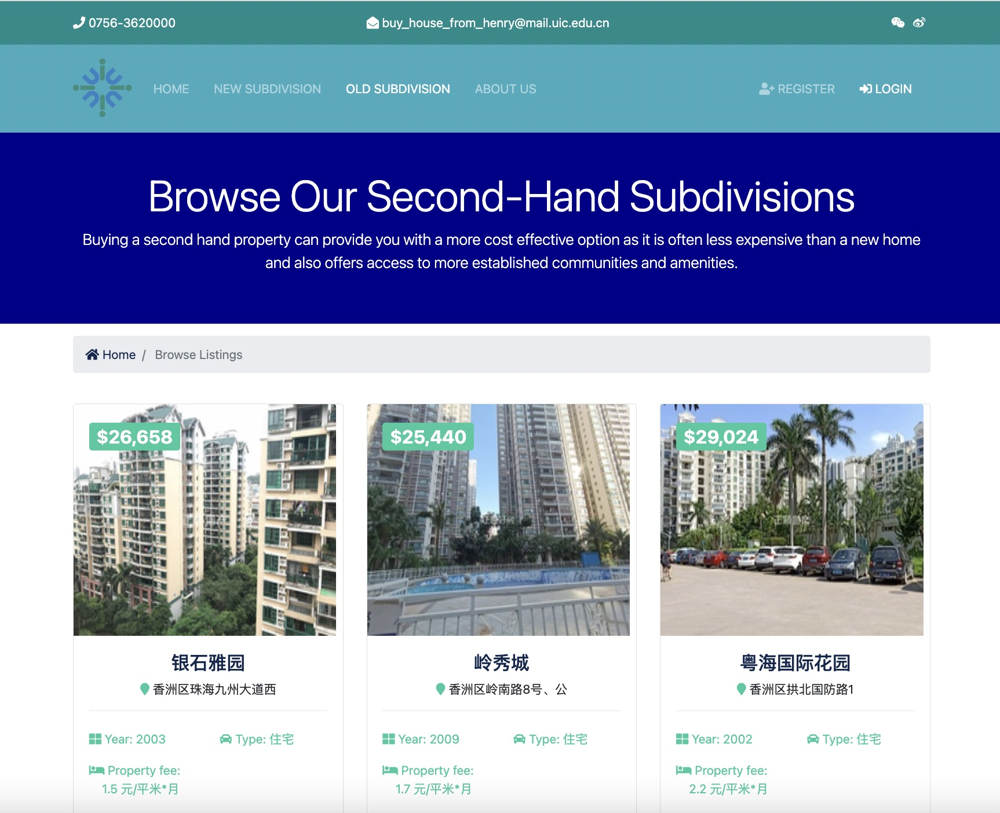 0756-3620000
buy_house_from_henry@mail.uic.edu.cn
HOME
NEW SUBDIVISION
OLD SUBDIVISION
ABOUT US
REGISTER
LOGIN
Browse Our Second-Hand Subdivisions
Buying a second hand property can provide you with a more cost effective option as it is often less expensive than a new home
and also offers access to more established communities and amenities.
Home / Browse Listings
$26,658
银石雅园
香洲区珠海九州大道西
Year: 2003
Type: 住宅
Property fee:
1.5 元/平米*月
$25,440
岭秀城
香洲区岭南路8号、公
Year: 2009
Type: 住宅
Property fee:
1.7 元/平米*月
$29,024
粤海国际花园
香洲区拱北国防路1
Year: 2002
Type: 住宅
Property fee:
2.2 元/平米*月